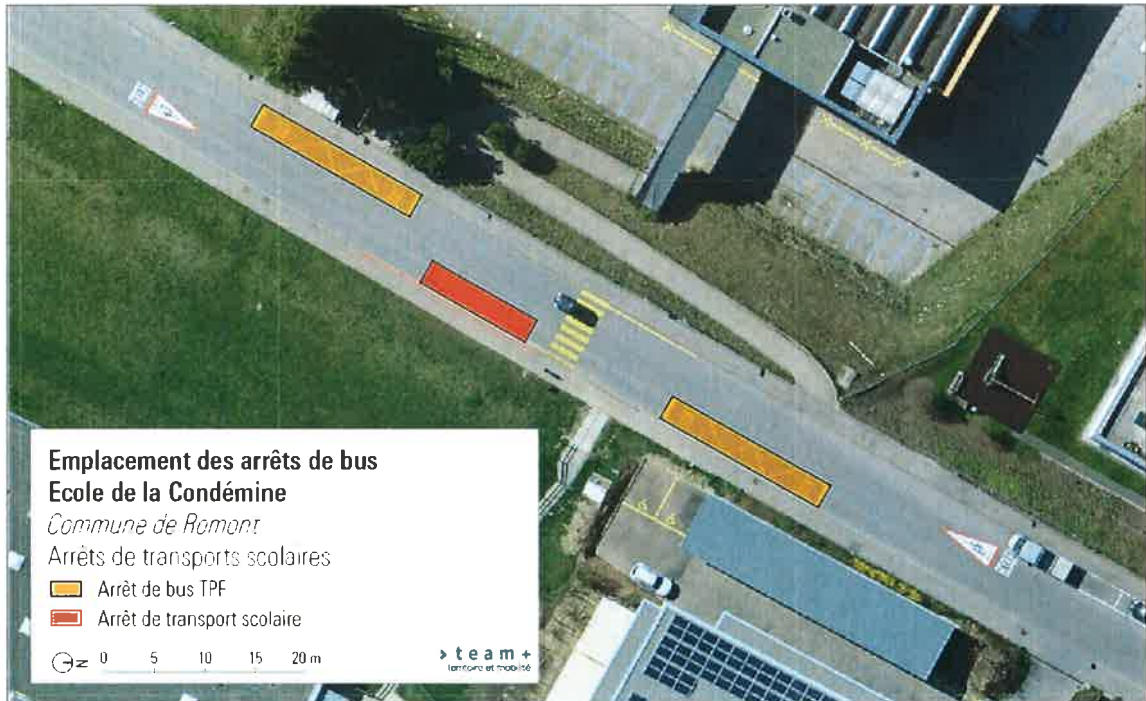 Emplacement des arrêts de bus
Ecole de la Condémine
Commune de Romont
Arrêts de transports scolaires
Arrêt de bus TPF
Arrêt de transport scolaire
N 0 5 10 15 20 m
> team +
territoire et mobilité